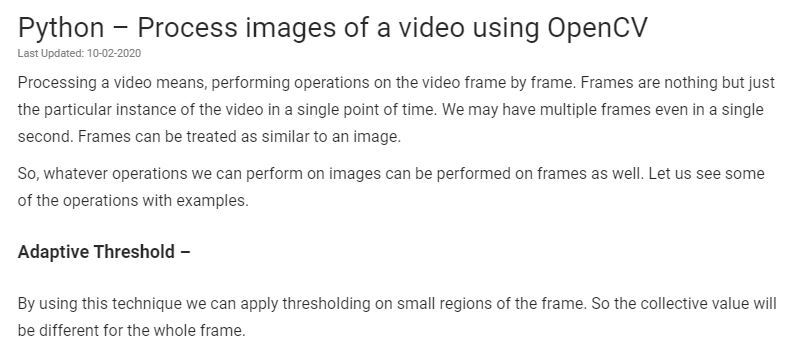 Python – Process images of a video using OpenCV
Last Updated: 10-02-2020
Processing a video means, performing operations on the video frame by frame. Frames are nothing but just
the particular instance of the video in a single point of time. We may have multiple frames even in a single
second. Frames can be treated as similar to an image.
So, whatever operations we can perform on images can be performed on frames as well. Let us see some
of the operations with examples.
Adaptive Threshold –
By using this technique we can apply thresholding on small regions of the frame. So the collective value will
be different for the whole frame.